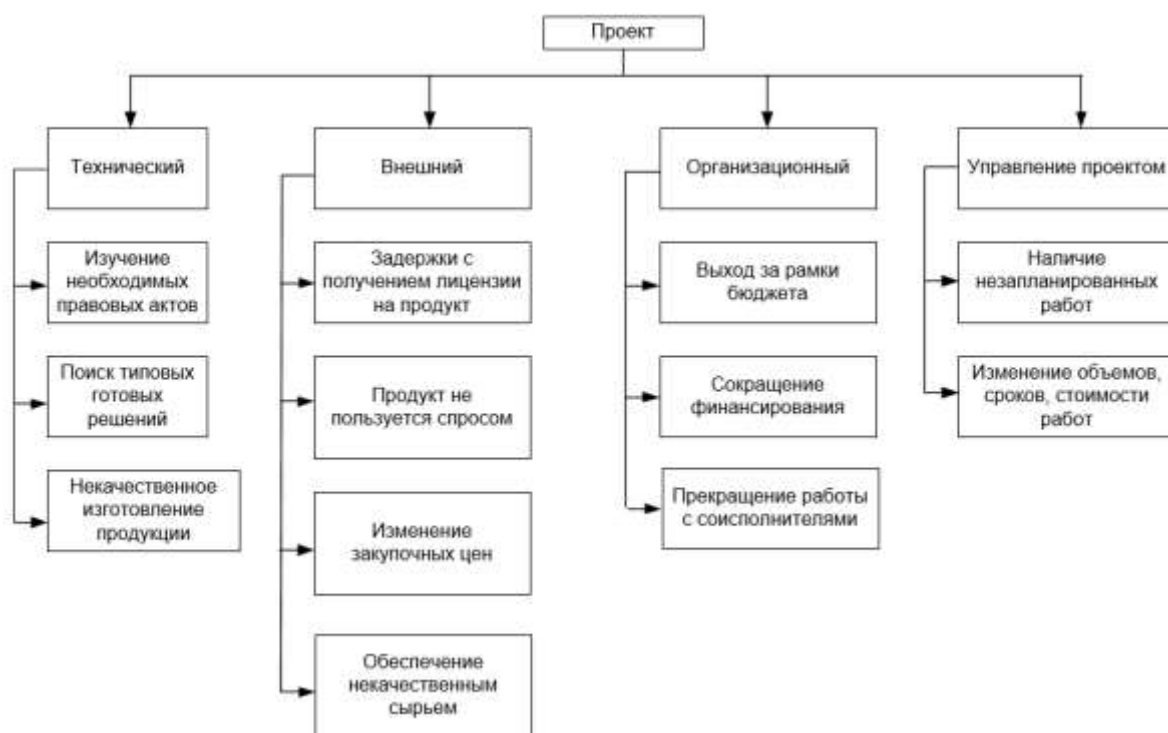 Проект
Технический
Внешний
Организационный
Управление проектом
Изучение
необходимых
правовых актов
Задержки с
получением лицензии
на продукт
Выход за рамки
бюджета
Наличие
незапланированных
работ
Поиск типовых
готовых
решений
Продукт не
пользуется спросом
Сокращение
финансирования
Изменение объемов,
сроков, стоимости
работ
Некачественное
изготовление
продукции
Изменение
закупочных цен
Прекращение работы
с соисполнителями
Обеспечение
некачественным
сырьем